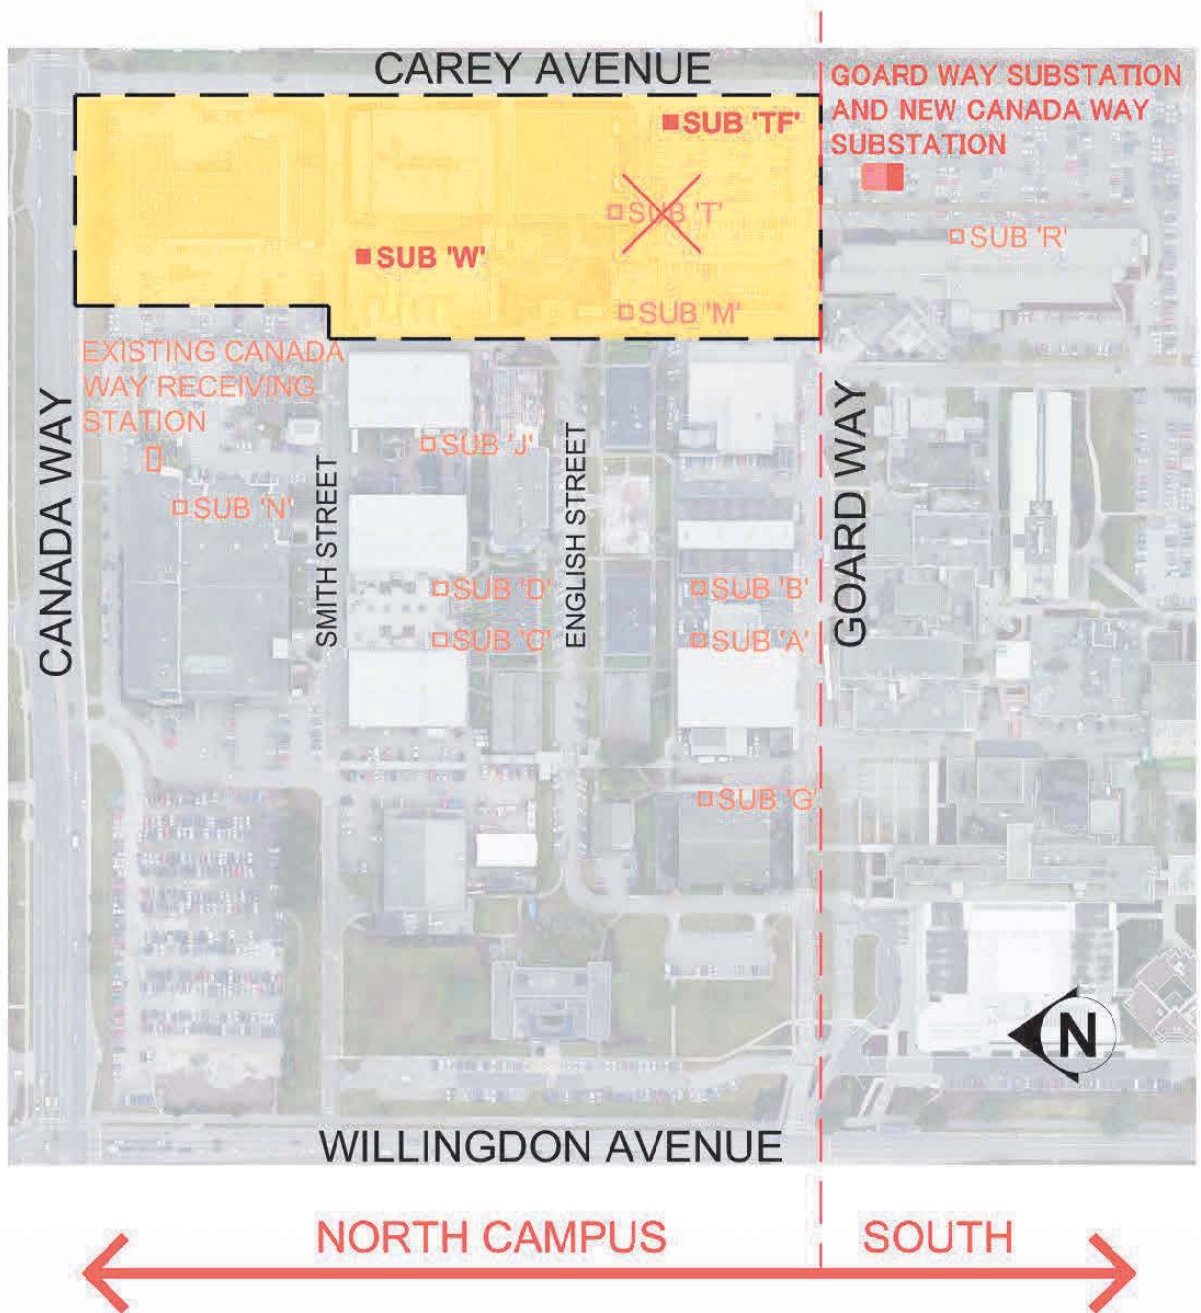 CAREY AVENUE
GOARD WAY SUBSTATION
AND NEW CANADA WAY
SUBSTATION
SUB 'TF'
SUB 'T'
SUB 'R'
SUB 'W'
SUB 'M'
EXISTING CANADA
WAY RECEIVING
STATION
CANADA WAY
SUB 'J'
SUB 'N'
SMITH STREET
ENGLISH STREET
GOARD WAY
SUB 'D'
SUB 'B'
SUB 'C'
SUB 'A'
SUB 'G'
N
WILLINGDON AVENUE
NORTH CAMPUS
SOUTH